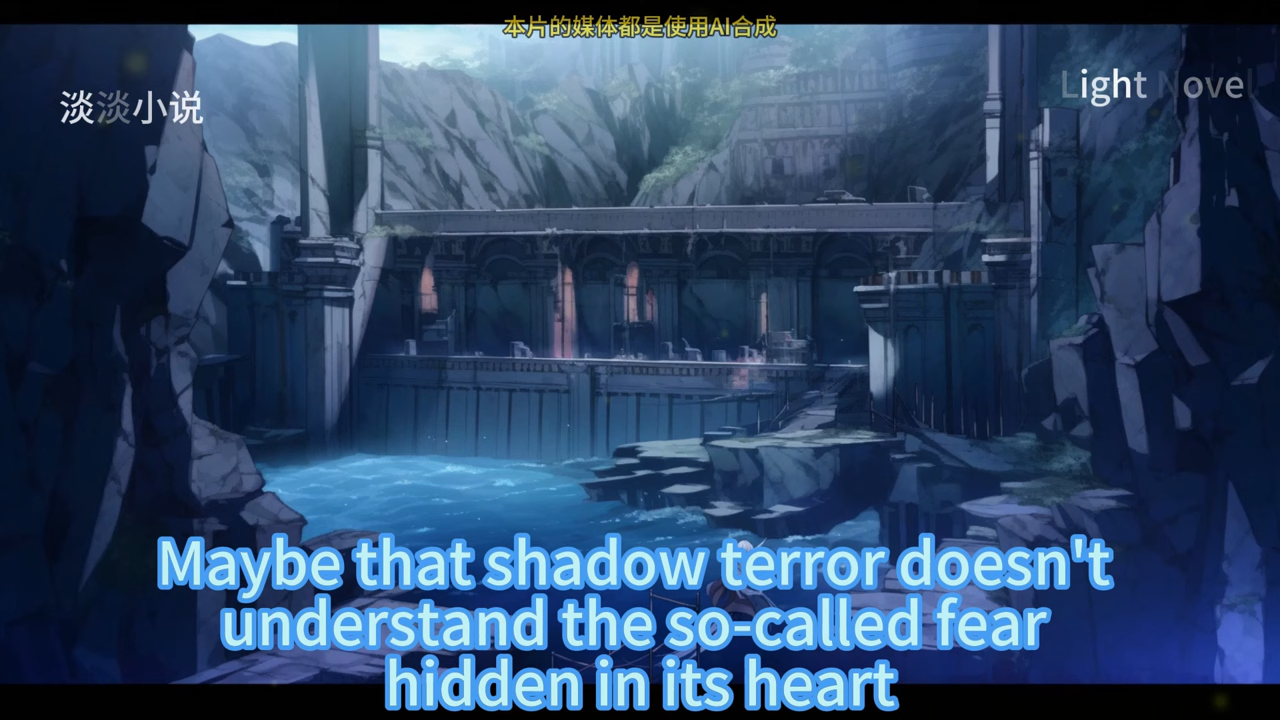 本片的媒体都是使用AI合成
淡淡小说
Light Novel
Maybe that shadow terror doesn't
understand the so-called fear
hidden in its heart